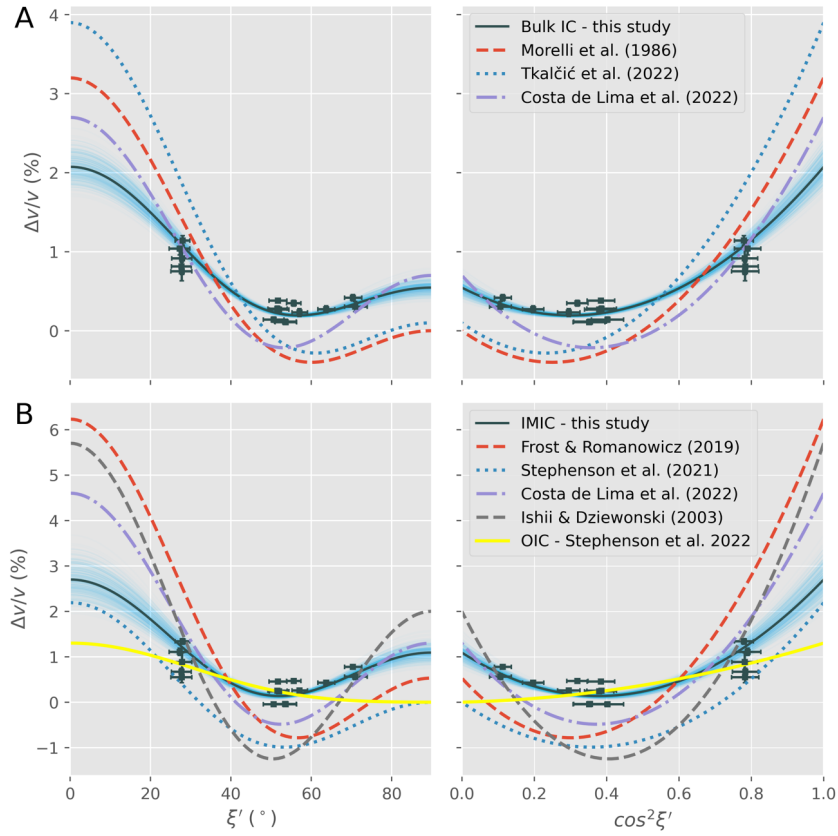 A
4
3
2
1
0
Δv/v (%)
Bulk IC - this study
Morelli et al. (1986)
Tkalčić et al. (2022)
Costa de Lima et al. (2022)
B
6
5
4
3
2
1
0
−1
Δv/v (%)
IMIC - this study
Frost & Romanowicz (2019)
Stephenson et al. (2021)
Costa de Lima et al. (2022)
Ishii & Dziewonski (2003)
OIC - Stephenson et al. 2022
0 20 40 60 80
ξ′ (°)
0.0 0.2 0.4 0.6 0.8 1.0
cos²ξ′